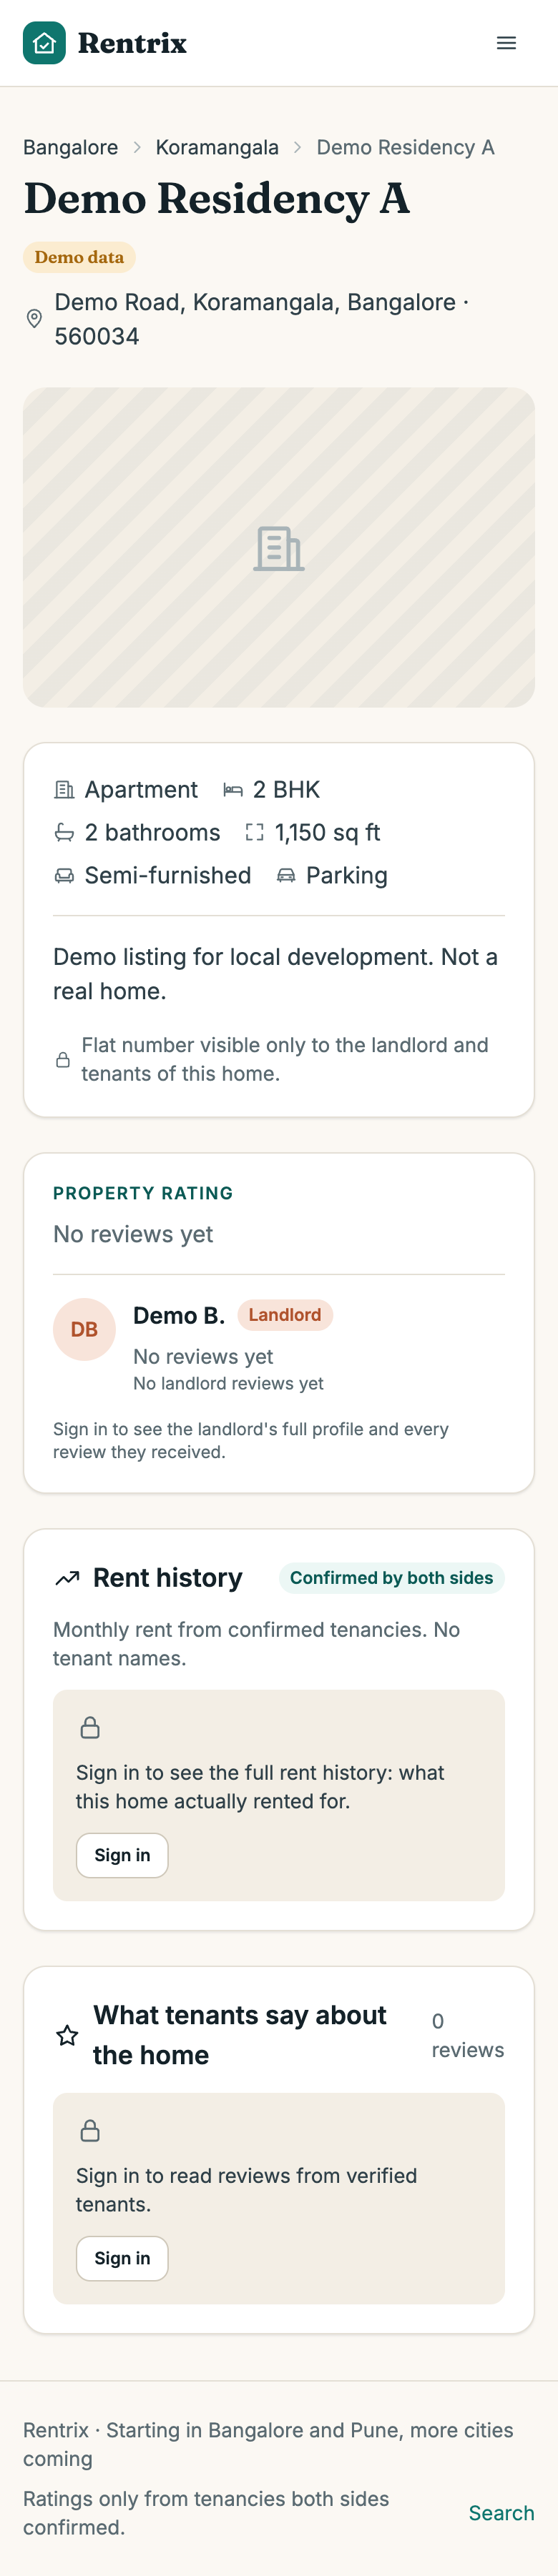 Rentrix
Bangalore > Koramangala > Demo Residency A
Demo Residency A
Demo data
Demo Road, Koramangala, Bangalore ·
560034
Apartment 2 BHK
2 bathrooms 1,150 sq ft
Semi-furnished Parking
Demo listing for local development. Not a
real home.
Flat number visible only to the landlord and
tenants of this home.
PROPERTY RATING
No reviews yet
DB
Demo B. Landlord
No reviews yet
No landlord reviews yet
Sign in to see the landlord's full profile and every
review they received.
Rent history Confirmed by both sides
Monthly rent from confirmed tenancies. No
tenant names.
Sign in to see the full rent history: what
this home actually rented for.
Sign in
What tenants say about
the home
0
reviews
Sign in to read reviews from verified
tenants.
Sign in
Rentrix · Starting in Bangalore and Pune, more cities
coming
Ratings only from tenancies both sides
confirmed.
Search